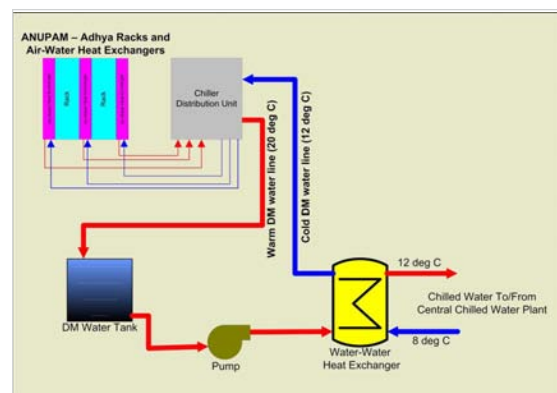 ANUPAM – Adhya Racks and
Air-Water Heat Exchangers
Rack
Rack
Chiller
Distribution Unit
Warm DM water line (20 deg C)
Cold DM water line (12 deg C)
DM Water Tank
Pump
Water-Water
Heat Exchanger
12 deg C
Chilled Water To/From
Central Chilled Water Plant
8 deg C